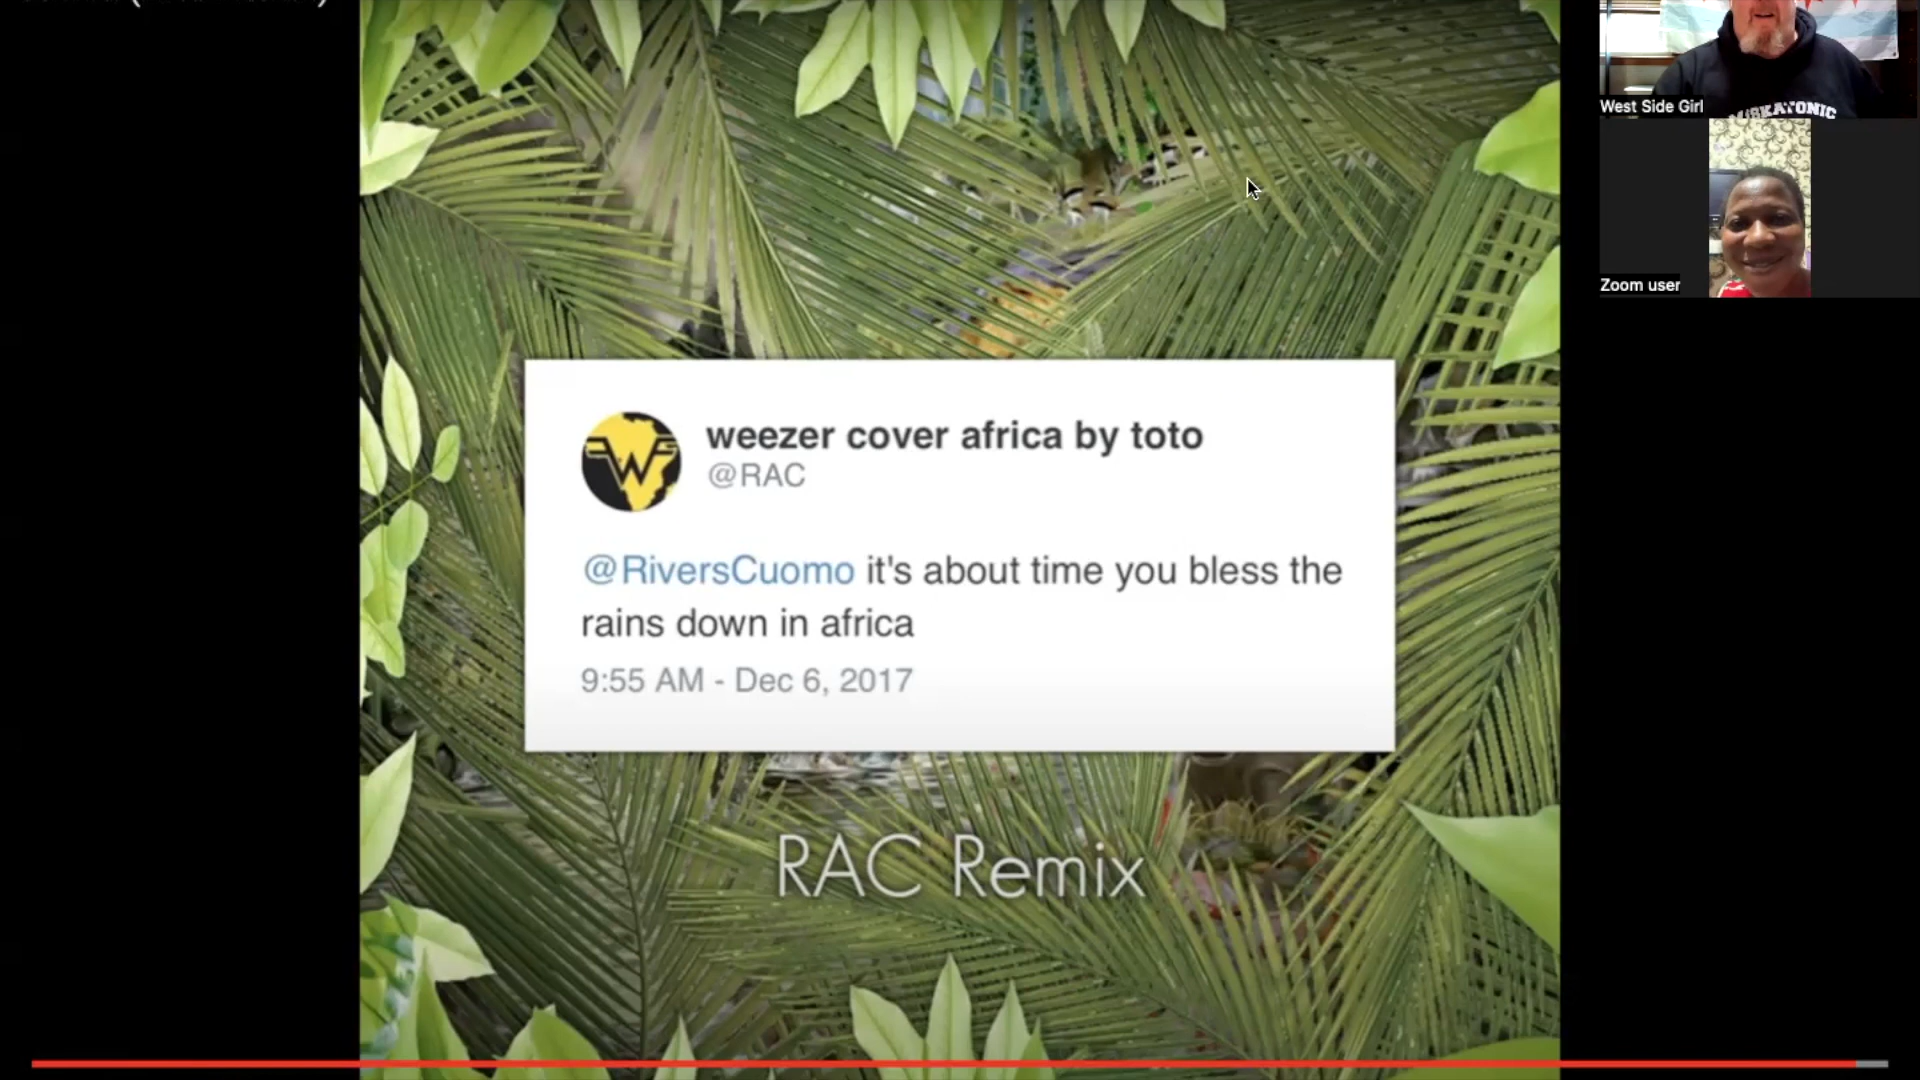 West Side Girl
MISKATONIC
Zoom user
weezer cover africa by toto
@RAC
@RiversCuomo it's about time you bless the
rains down in africa
9:55 AM - Dec 6, 2017
RAC Remix